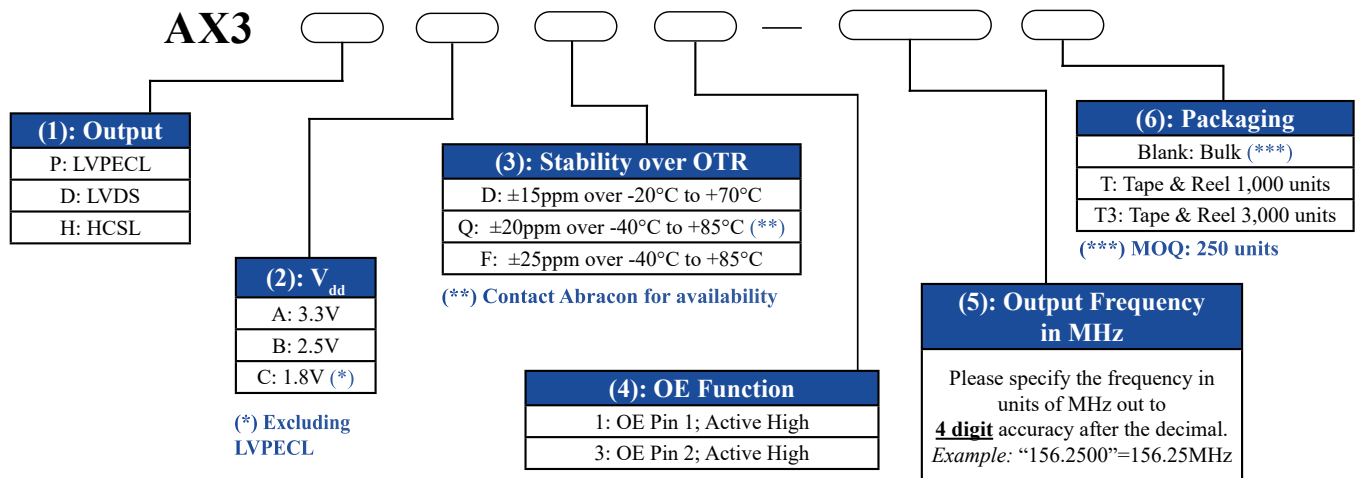 AX3 —
(1): Output
P: LVPECL
D: LVDS
H: HCSL
(2): Vdd
A: 3.3V
B: 2.5V
C: 1.8V (*)
(*) Excluding
LVPECL
(3): Stability over OTR
D: ±15ppm over -20°C to +70°C
Q: ±20ppm over -40°C to +85°C (**)
F: ±25ppm over -40°C to +85°C
(**) Contact Abracon for availability
(4): OE Function
1: OE Pin 1; Active High
3: OE Pin 2; Active High
(5): Output Frequency
in MHz
Please specify the frequency in
units of MHz out to
4 digit accuracy after the decimal.
Example: “156.2500”=156.25MHz
(6): Packaging
Blank: Bulk (***)
T: Tape & Reel 1,000 units
T3: Tape & Reel 3,000 units
(***) MOQ: 250 units